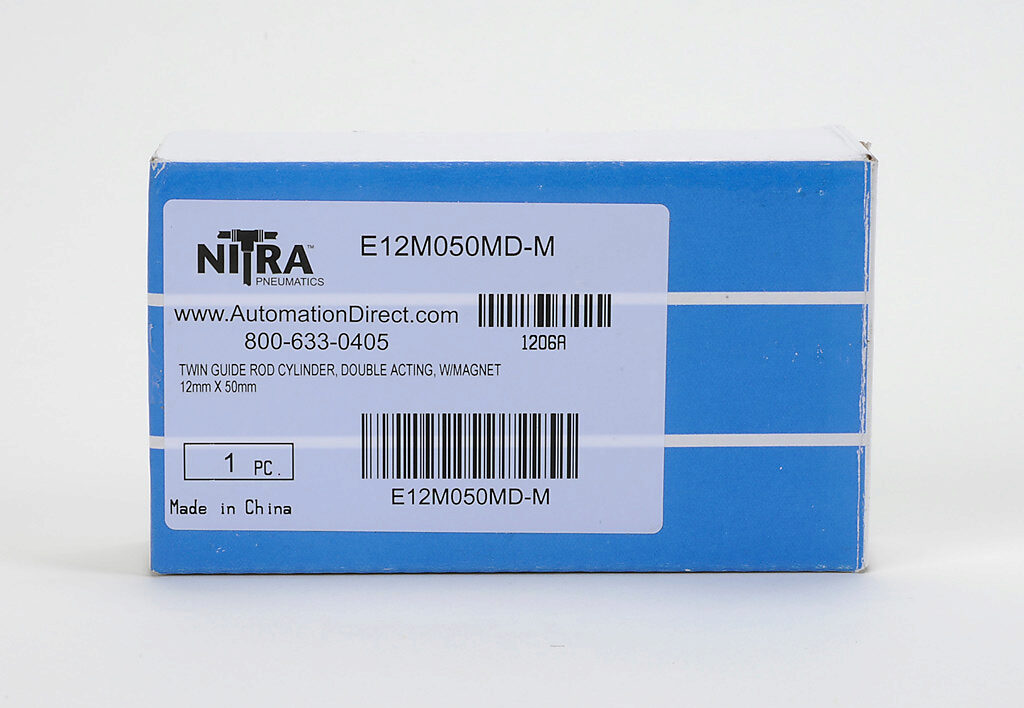 NITRA™
PNEUMATICS
E12M050MD-M
www.AutomationDirect.com
800-633-0405
1206A
TWIN GUIDE ROD CYLINDER, DOUBLE ACTING, W/MAGNET
12mm X 50mm
1 PC.
E12M050MD-M
Made in China